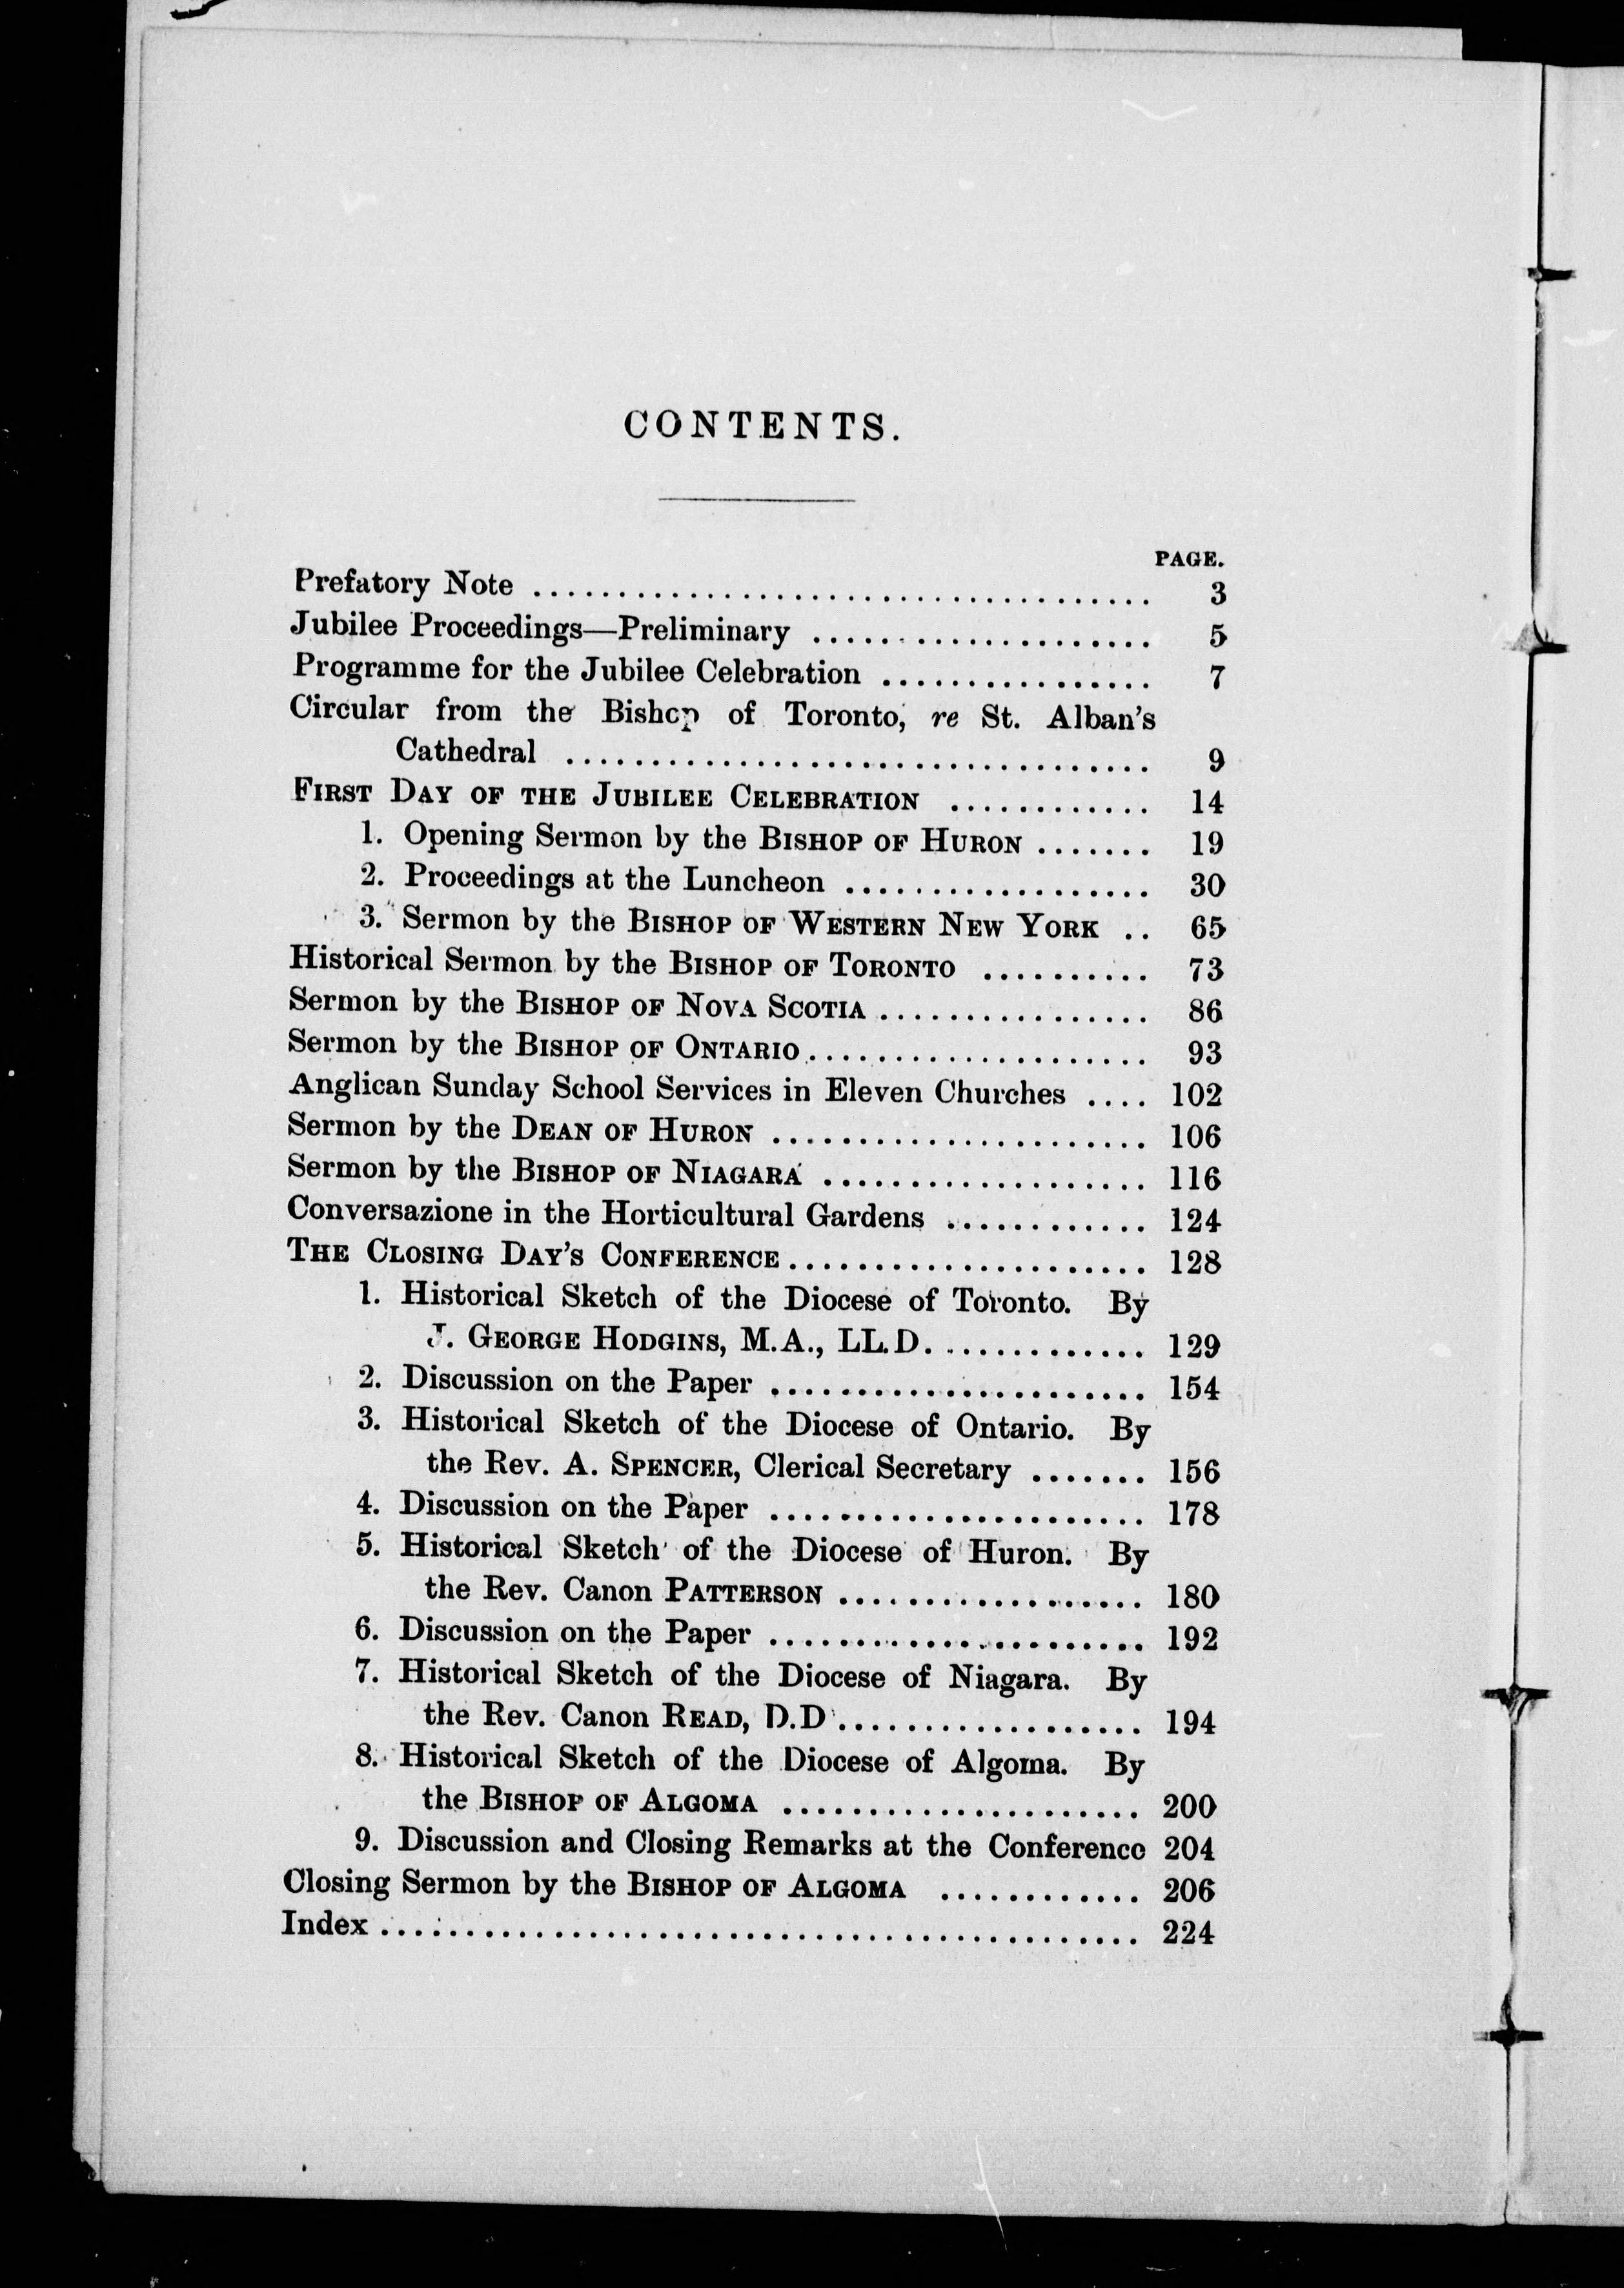 CONTENTS.
PAGE.
Prefatory Note ..................................... 3
Jubilee Proceedings—Preliminary .................... 5
Programme for the Jubilee Celebration ................ 7
Circular from the Bishop of Toronto, re St. Alban's
Cathedral .................................. 9
FIRST DAY OF THE JUBILEE CELEBRATION ............ 14
1. Opening Sermon by the BISHOP OF HURON ....... 19
2. Proceedings at the Luncheon .................. 30
3. Sermon by the BISHOP OF WESTERN NEW YORK .. 65
Historical Sermon by the BISHOP OF TORONTO .......... 73
Sermon by the BISHOP OF NOVA SCOTIA ................ 86
Sermon by the BISHOP OF ONTARIO .................... 93
Anglican Sunday School Services in Eleven Churches .... 102
Sermon by the DEAN OF HURON ...................... 106
Sermon by the BISHOP OF NIAGARA ................... 116
Conversazione in the Horticultural Gardens ............ 124
THE CLOSING DAY'S CONFERENCE ..................... 128
1. Historical Sketch of the Diocese of Toronto. By
J. GEORGE HODGINS, M.A., LL.D. ............. 129
2. Discussion on the Paper ...................... 154
3. Historical Sketch of the Diocese of Ontario. By
the Rev. A. SPENCER, Clerical Secretary ....... 156
4. Discussion on the Paper ...................... 178
5. Historical Sketch of the Diocese of Huron. By
the Rev. Canon PATTERSON .................. 180
6. Discussion on the Paper ...................... 192
7. Historical Sketch of the Diocese of Niagara. By
the Rev. Canon READ, D.D .................. 194
8. Historical Sketch of the Diocese of Algoma. By
the BISHOP OF ALGOMA ..................... 200
9. Discussion and Closing Remarks at the Conference 204
Closing Sermon by the BISHOP OF ALGOMA ............ 206
Index ............................................. 224